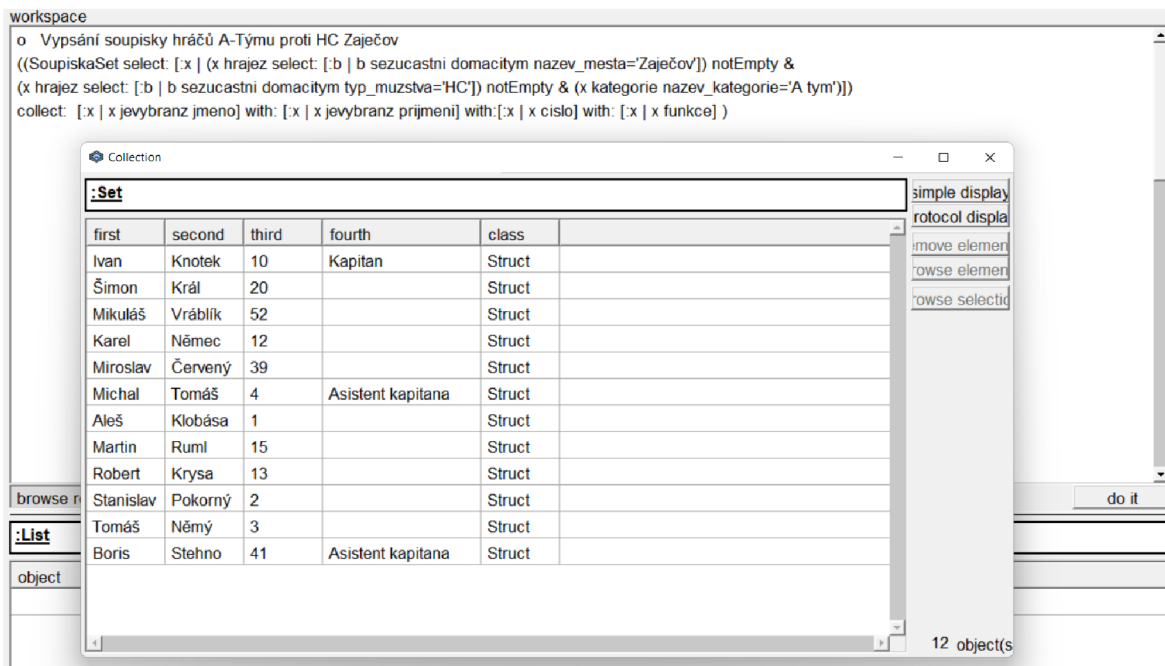 workspace
o Vypsání soupisky hráčů A-Týmu proti HC Zaječov
((SoupiskaSet select: [:x | (x hrajez select: [:b | b sezucastni domacitym nazev_mesta='Zaječov']) notEmpty &
(x hrajez select: [:b | b sezucastni domacitym typ_muzstva='HC']) notEmpty & (x kategorie nazev_kategorie='A tym')])
collect: [:x | x jevybranz jmeno] with: [:x | x jevybranz prijmeni] with:[:x | x cislo] with: [:x | x funkce] )
Collection
:Set
simple display
rotocol displa
emove elemen
rowse elemen
rowse selectio
first second third fourth class
Ivan Knotek 10 Kapitan Struct
Šimon Král 20 Struct
Mikuláš Vráblík 52 Struct
Karel Němec 12 Struct
Miroslav Červený 39 Struct
Michal Tomáš 4 Asistent kapitana Struct
Aleš Klobása 1 Struct
Martin Ruml 15 Struct
Robert Krysa 13 Struct
Stanislav Pokorný 2 Struct
Tomáš Němý 3 Struct
Boris Stehno 41 Asistent kapitana Struct
12 object(s
browse r
do it
:List
object